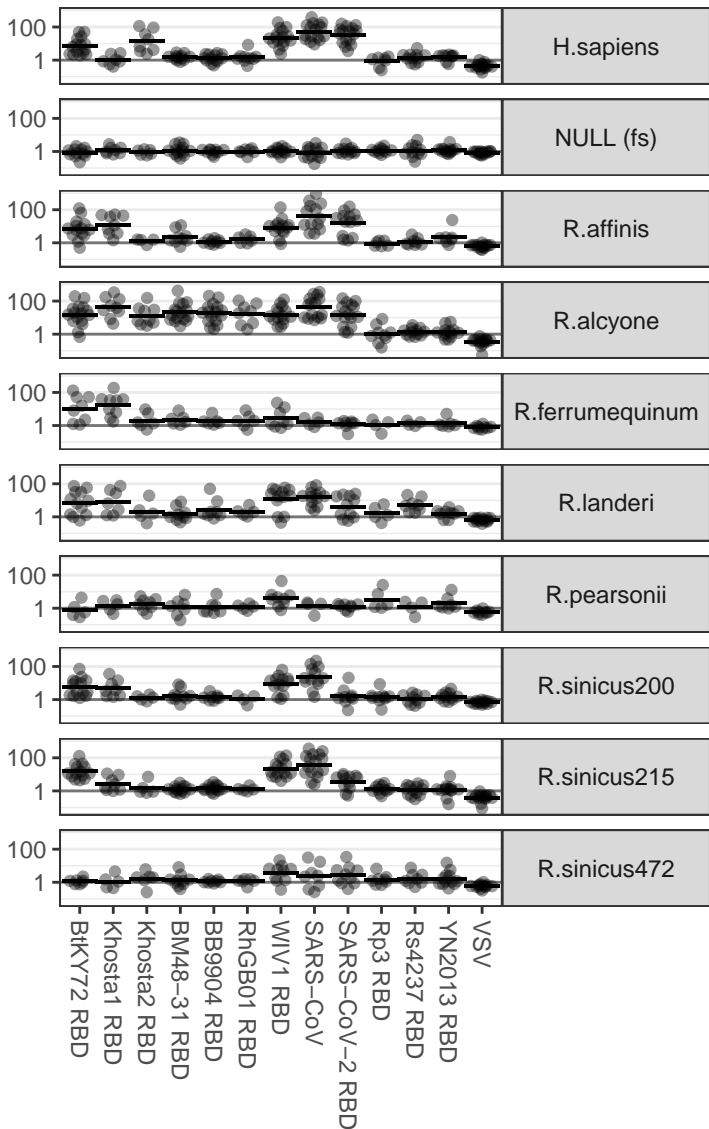 100
1
H.sapiens
100
1
NULL (fs)
100
1
R.affinis
100
1
R.alcyone
100
1
R.ferrumequinum
100
1
R.landeri
100
1
R.pearsonii
100
1
R.sinicus200
100
1
R.sinicus215
100
1
R.sinicus472
BtKY72 RBD
Khosta1 RBD
Khosta2 RBD
BM48−31 RBD
BB9904 RBD
RhGB01 RBD
WIV1 RBD
SARS−CoV
SARS−CoV−2 RBD
Rp3 RBD
Rs4237 RBD
YN2013 RBD
VSV